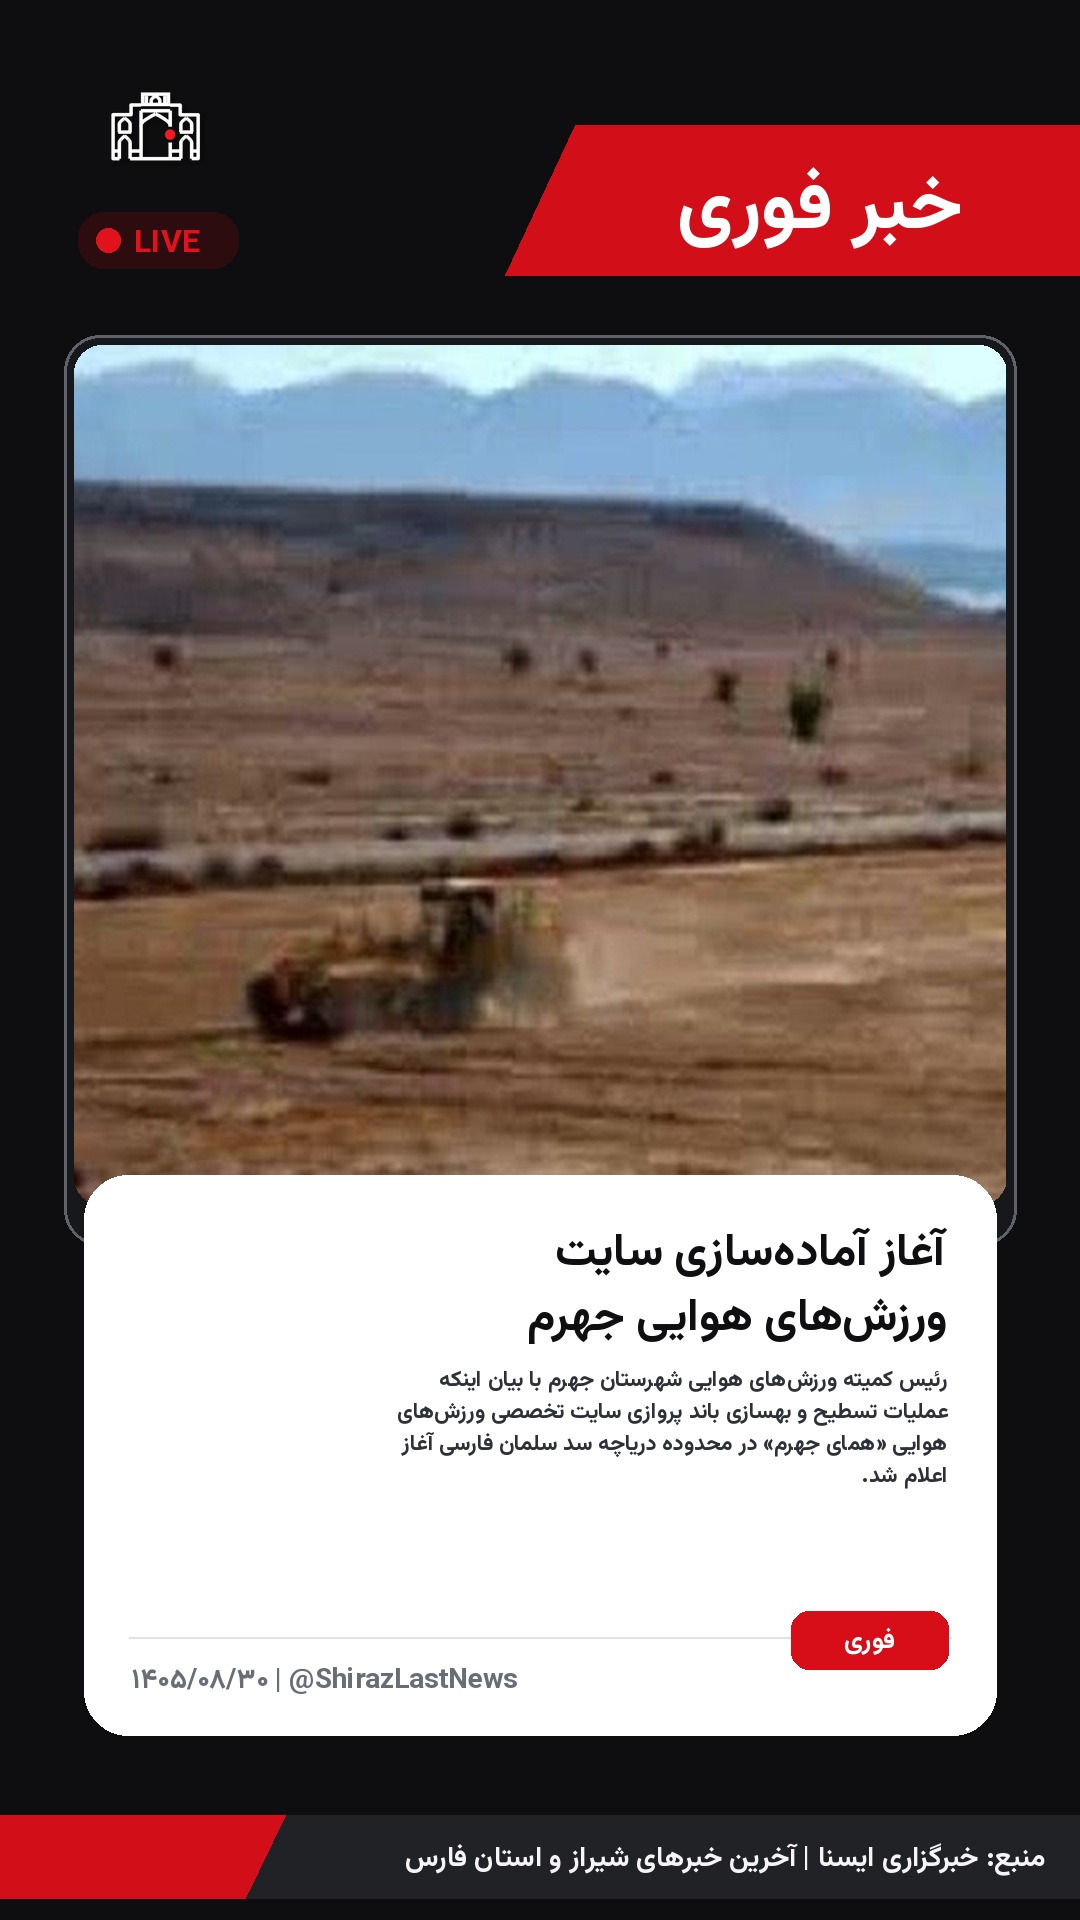 خبر فوری
LIVE
آغاز آماده‌سازی سایت
ورزش‌های هوایی جهرم
رئیس کمیته ورزش‌های هوایی شهرستان جهرم با بیان اینکه
عملیات تسطیح و بهسازی باند پروازی سایت تخصصی ورزش‌های
هوایی «همای جهرم» در محدوده دریاچه سد سلمان فارسی آغاز
اعلام شد.
فوری
۱۴۰۵/۰۸/۳۰ | @ShirazLastNews
منبع: خبرگزاری ایسنا | آخرین خبرهای شیراز و استان فارس